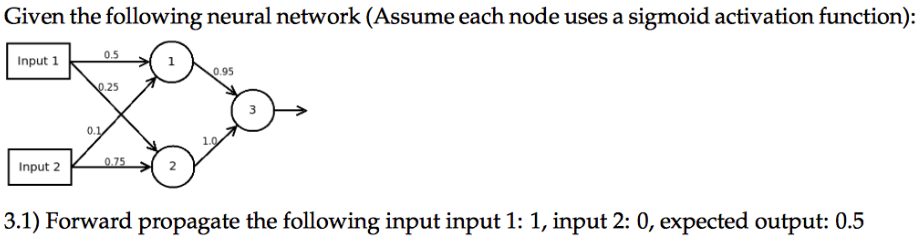 Given the following neural network (Assume each node uses a sigmoid activation function):
Input 1
0.5
1
0.95
0.25
3
0.1
1.0
Input 2
0.75
2
3.1) Forward propagate the following input input 1: 1, input 2: 0, expected output: 0.5